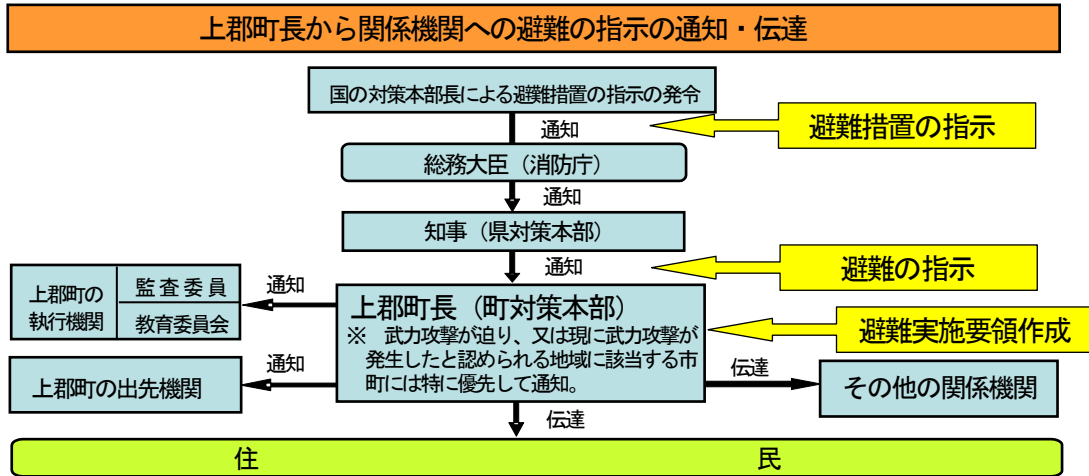 上郡町長から関係機関への避難の指示の通知・伝達
国の対策本部長による避難措置の指示の発令
通知
避難措置の指示
総務大臣（消防庁）
通知
知事（県対策本部）
通知
避難の指示
上郡町の
執行機関
監査委員
教育委員会
通知
上郡町長（町対策本部）
※　武力攻撃が迫り、又は現に武力攻撃が
発生したと認められる地域に該当する市
町には特に優先して通知。
避難実施要領作成
上郡町の出先機関
通知
伝達
その他の関係機関
伝達
住　民